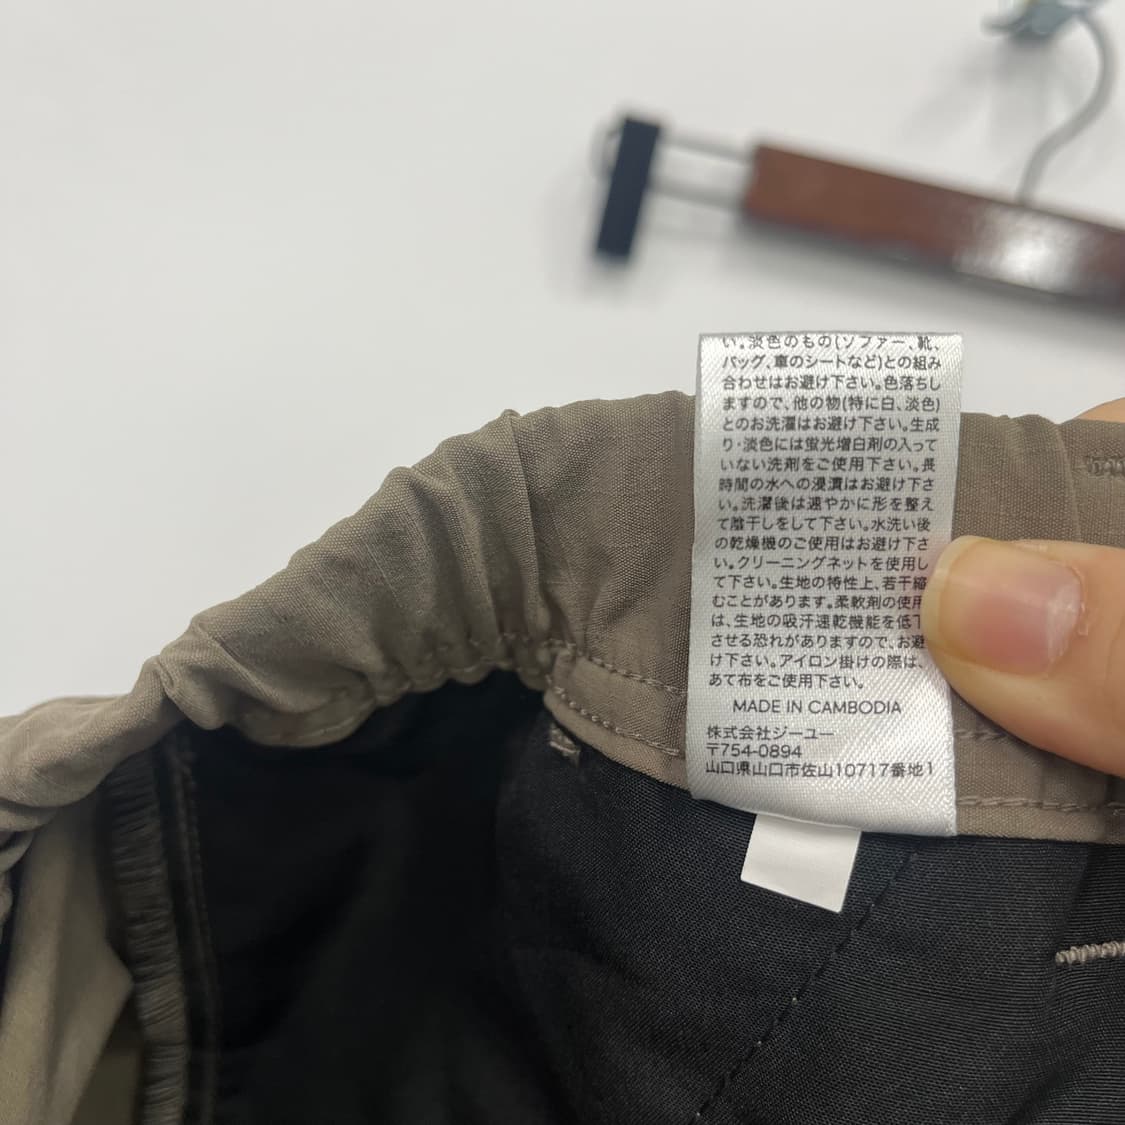 い。淡色のもの(ソファー、靴、
バッグ、車のシートなど)との組み
合わせはお避け下さい。色落ちし
ますので、他の物(特に白、淡色)
とのお洗濯はお避け下さい。生成
り・淡色には蛍光増白剤の入って
いない洗剤をご使用下さい。長
時間の水への浸漬はお避け下さ
い。洗濯後は速やかに形を整え
て陰干しをして下さい。水洗い後
の乾燥機のご使用はお避け下さ
い。クリーニングネットを使用し
て下さい。生地の特性上、若干縮
むことがあります。柔軟剤の使用
は、生地の吸汗速乾機能を低下
させる恐れがありますので、お避
け下さい。アイロン掛けの際は、
あて布をご使用下さい。
MADE IN CAMBODIA
株式会社ジーユー
〒754-0894
山口県山口市佐山10717番地1